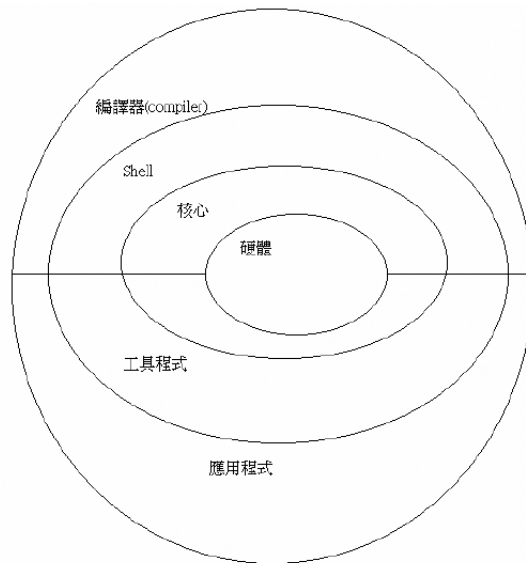 編譯器(compiler)
Shell
核心
硬體
工具程式
應用程式